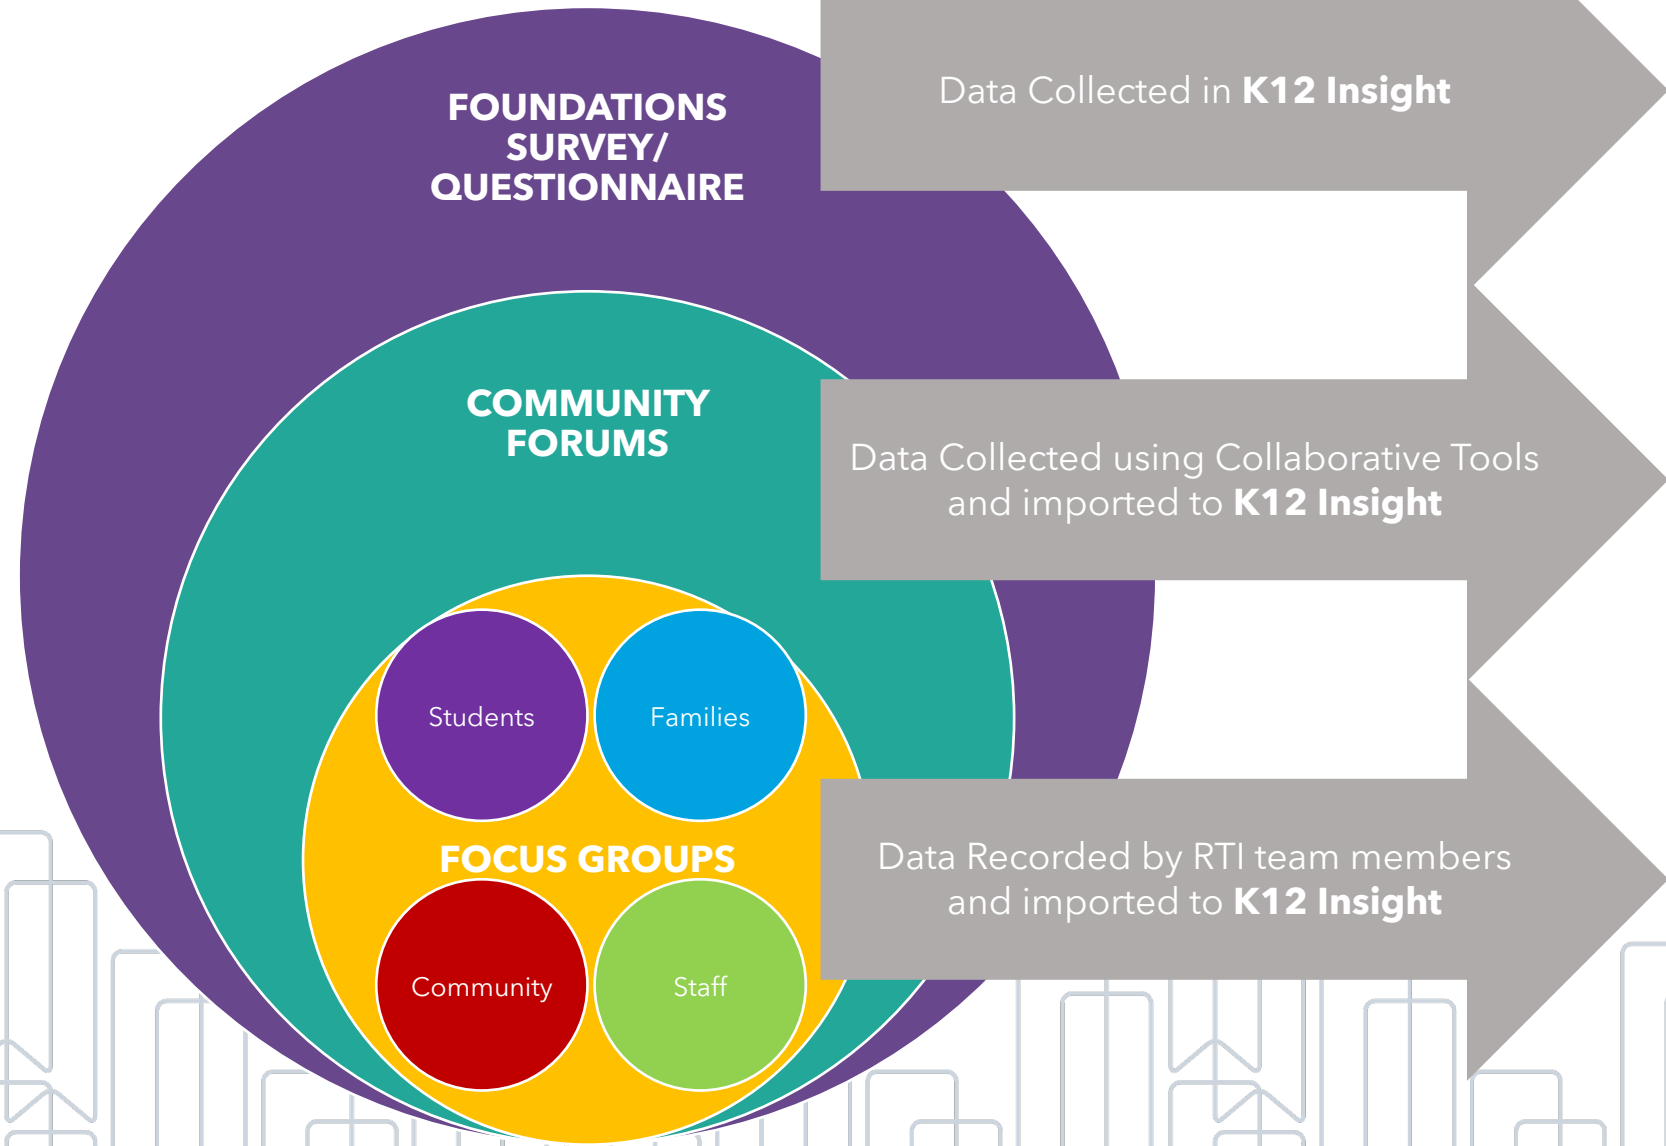 FOUNDATIONS
SURVEY/
QUESTIONNAIRE
Data Collected in K12 Insight
COMMUNITY
FORUMS
Data Collected using Collaborative Tools
and imported to K12 Insight
Students
Families
FOCUS GROUPS
Data Recorded by RTI team members
and imported to K12 Insight
Community
Staff